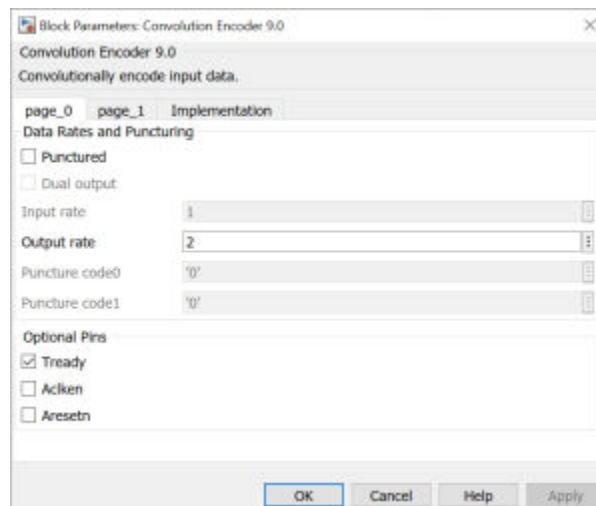 Block Parameters: Convolution Encoder 9.0
Convolution Encoder 9.0
Convolutionally encode input data.
page_0 page_1 Implementation
Data Rates and Puncturing
Punctured
Dual output
Input rate 1
Output rate 2
Puncture code0 '0'
Puncture code1 '0'
Optional Pins
Tready
Aclken
Aresetn
OK Cancel Help Apply